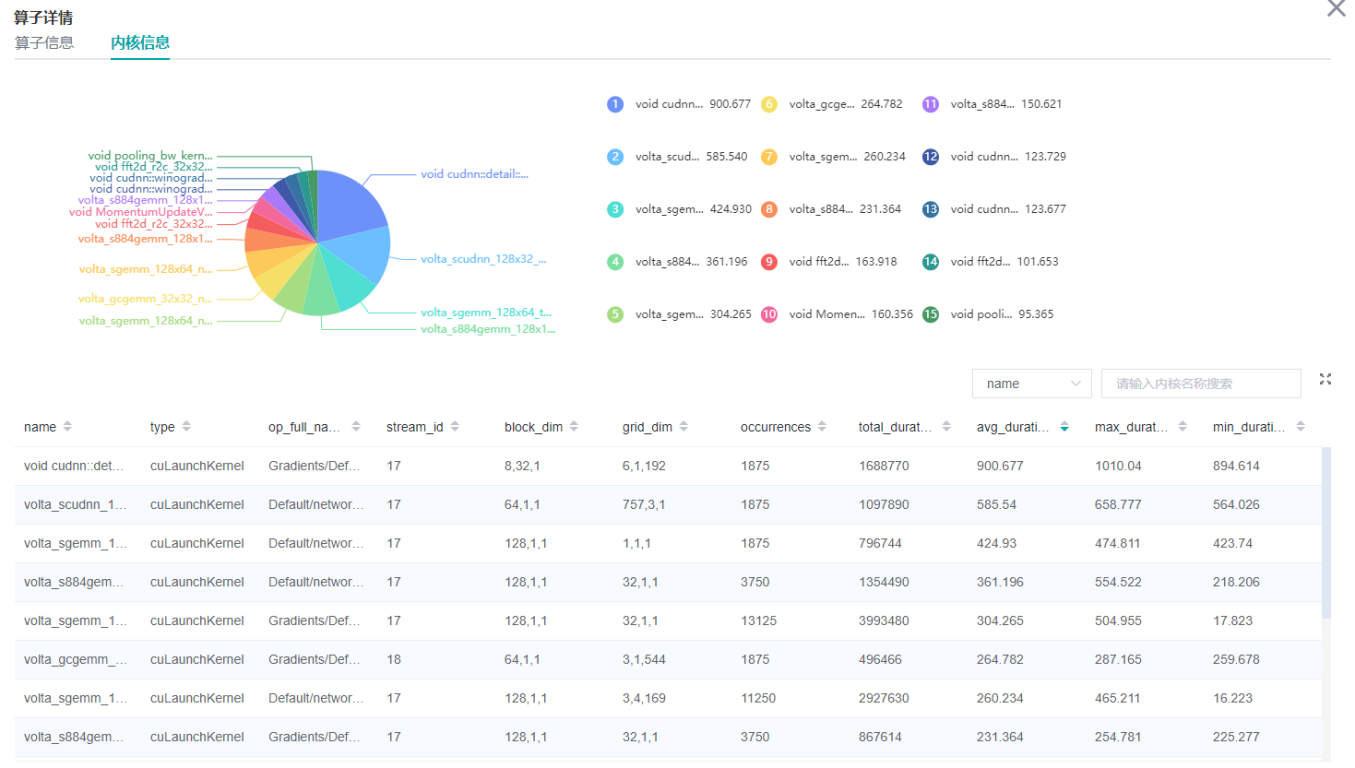 算子详情
算子信息 内核信息
void pooling_bw_kern...
void fft2d_r2c_32x32...
void cudnn::winograd...
void cudnn::winograd...
volta_s884gemm_128x1...
void MomentumUpdateV...
void fft2d_r2c_32x32...
volta_s884gemm_128x1...
volta_sgemm_128x64_n...
volta_gcgemm_32x32_n...
volta_sgemm_128x64_n...
void cudnn::detail::...
volta_scudnn_128x32_...
volta_sgemm_128x64_t...
volta_s884gemm_128x1...
1 void cudnn... 900.677 6 volta_gcge... 264.782 11 volta_s884... 150.621
2 volta_scud... 585.540 7 volta_sgem... 260.234 12 void cudnn... 123.729
3 volta_sgem... 424.930 8 volta_s884... 231.364 13 void cudnn... 123.677
4 volta_s884... 361.196 9 void fft2d... 163.918 14 void fft2d... 101.653
5 volta_sgem... 304.265 10 void Momen... 160.356 15 void pooli... 95.365
name 请输入内核名称搜索
name type op_full_na... stream_id block_dim grid_dim occurrences total_durat... avg_durati... max_durat... min_durati...
void cudnn::det... cuLaunchKernel Gradients/Def... 17 8,32,1 6,1,192 1875 1688770 900.677 1010.04 894.614
volta_scudnn_1... cuLaunchKernel Default/networ... 17 64,1,1 757,3,1 1875 1097890 585.54 658.777 564.026
volta_sgemm_1... cuLaunchKernel Default/networ... 17 128,1,1 1,1,1 1875 796744 424.93 474.811 423.74
volta_s884gem... cuLaunchKernel Default/networ... 17 128,1,1 32,1,1 3750 1354490 361.196 554.522 218.206
volta_sgemm_1... cuLaunchKernel Gradients/Def... 17 128,1,1 32,1,1 13125 3993480 304.265 504.955 17.823
volta_gcgemm_... cuLaunchKernel Gradients/Def... 18 64,1,1 3,1,544 1875 496466 264.782 287.165 259.678
volta_sgemm_1... cuLaunchKernel Default/networ... 17 128,1,1 3,4,169 11250 2927630 260.234 465.211 16.223
volta_s884gem... cuLaunchKernel Gradients/Def... 17 128,1,1 32,1,1 3750 867614 231.364 254.781 225.277